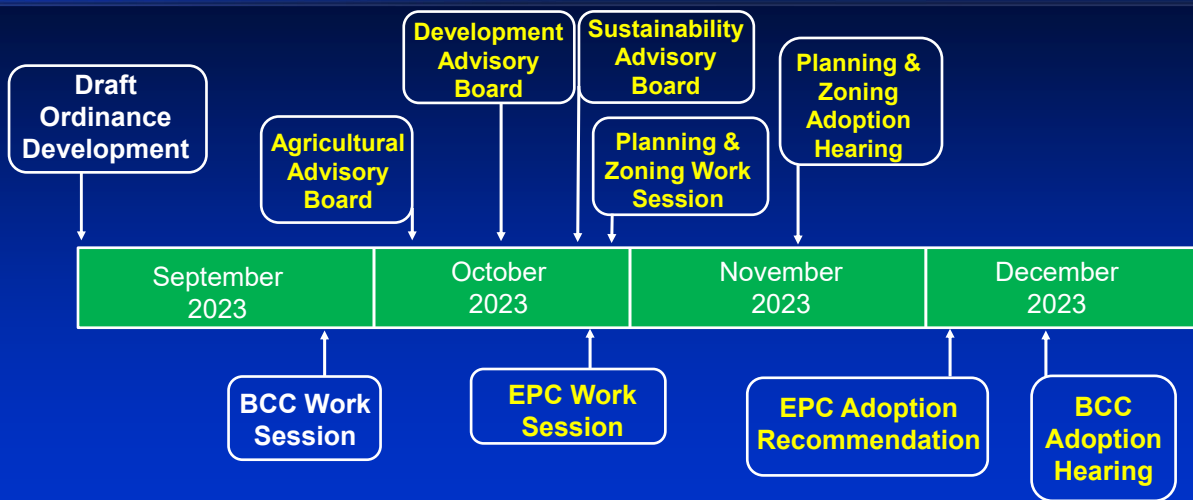 Draft
Ordinance
Development
Agricultural
Advisory
Board
Development
Advisory
Board
Sustainability
Advisory
Board
Planning &
Zoning Work
Session
Planning &
Zoning
Adoption
Hearing
September
2023
October
2023
November
2023
December
2023
BCC Work
Session
EPC Work
Session
EPC Adoption
Recommendation
BCC
Adoption
Hearing